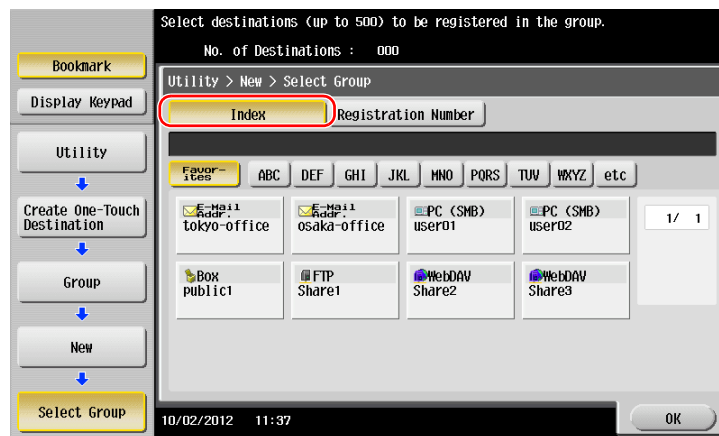 Select destinations (up to 500) to be registered in the group.
No. of Destinations : 000
Bookmark
Display Keypad
Utility
Create One-Touch
Destination
Group
New
Select Group
Utility > New > Select Group
Index
Registration Number
Favor-
ites
ABC DEF GHI JKL MNO PQRS TUV WXYZ etc
E-Mail
Addr.
tokyo-office
E-Mail
Addr.
osaka-office
PC (SMB)
user01
PC (SMB)
user02
1/ 1
Box
public1
FTP
Share1
WebDAV
Share2
WebDAV
Share3
10/02/2012 11:37
OK